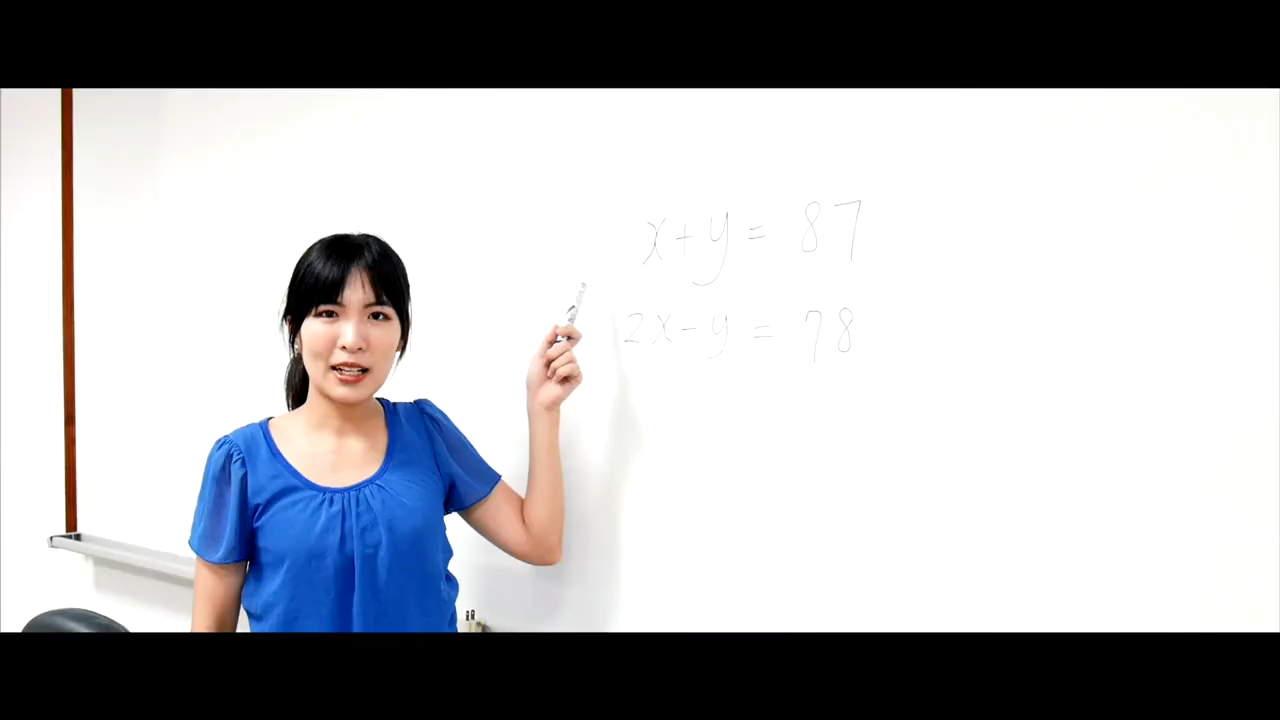 x+y = 87
2x-y = 78